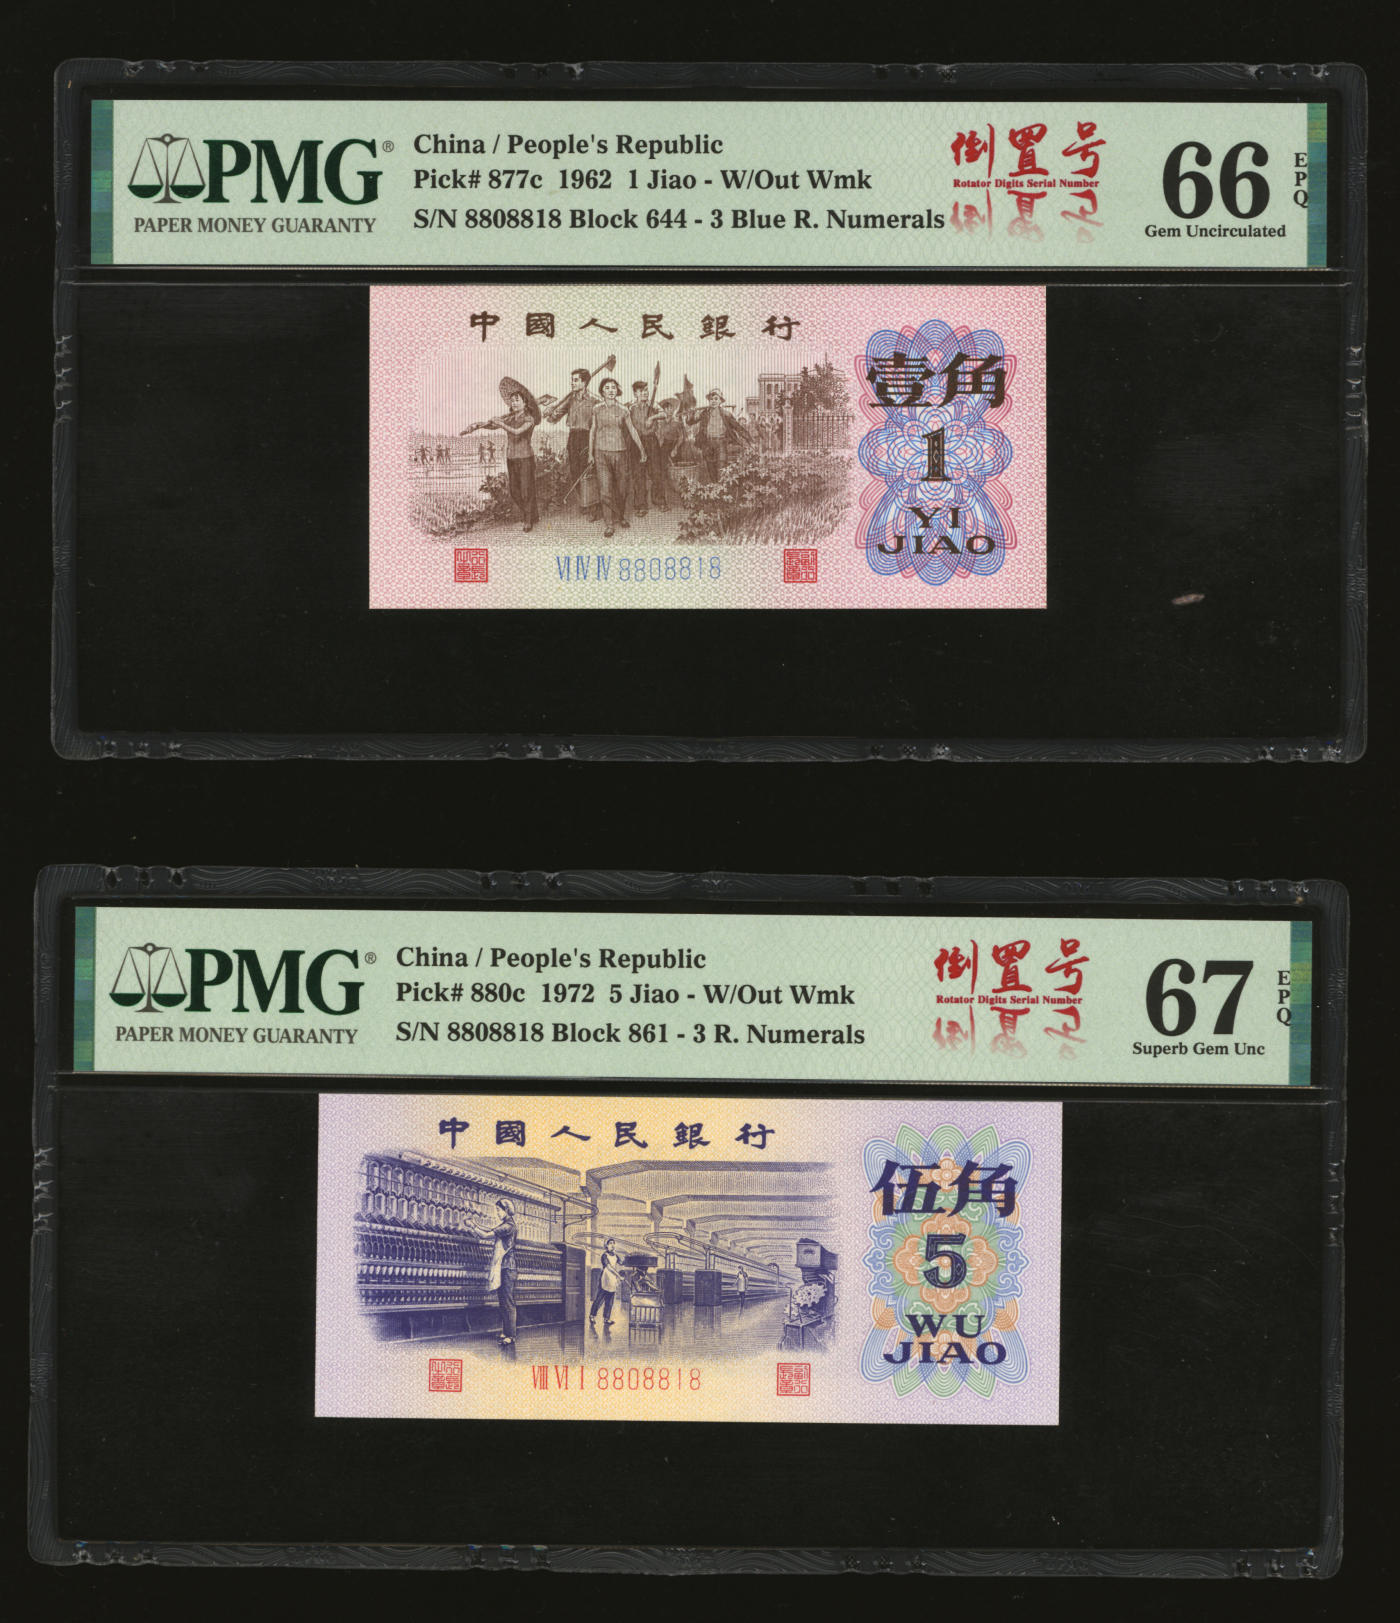 PMG®
PAPER MONEY GUARANTY
China / People's Republic
Pick# 877c 1962 1 Jiao - W/Out Wmk
S/N 8808818 Block 644 - 3 Blue R. Numerals
倒置号
Rotator Digits Serial Number
66
EPQ
Gem Uncirculated
中國人民銀行
壹角
1
YI
JIAO
VI IV IV 8808818
PMG®
PAPER MONEY GUARANTY
China / People's Republic
Pick# 880c 1972 5 Jiao - W/Out Wmk
S/N 8808818 Block 861 - 3 R. Numerals
倒置号
Rotator Digits Serial Number
67
EPQ
Superb Gem Unc
中國人民銀行
伍角
5
WU
JIAO
VIII VI I 8808818